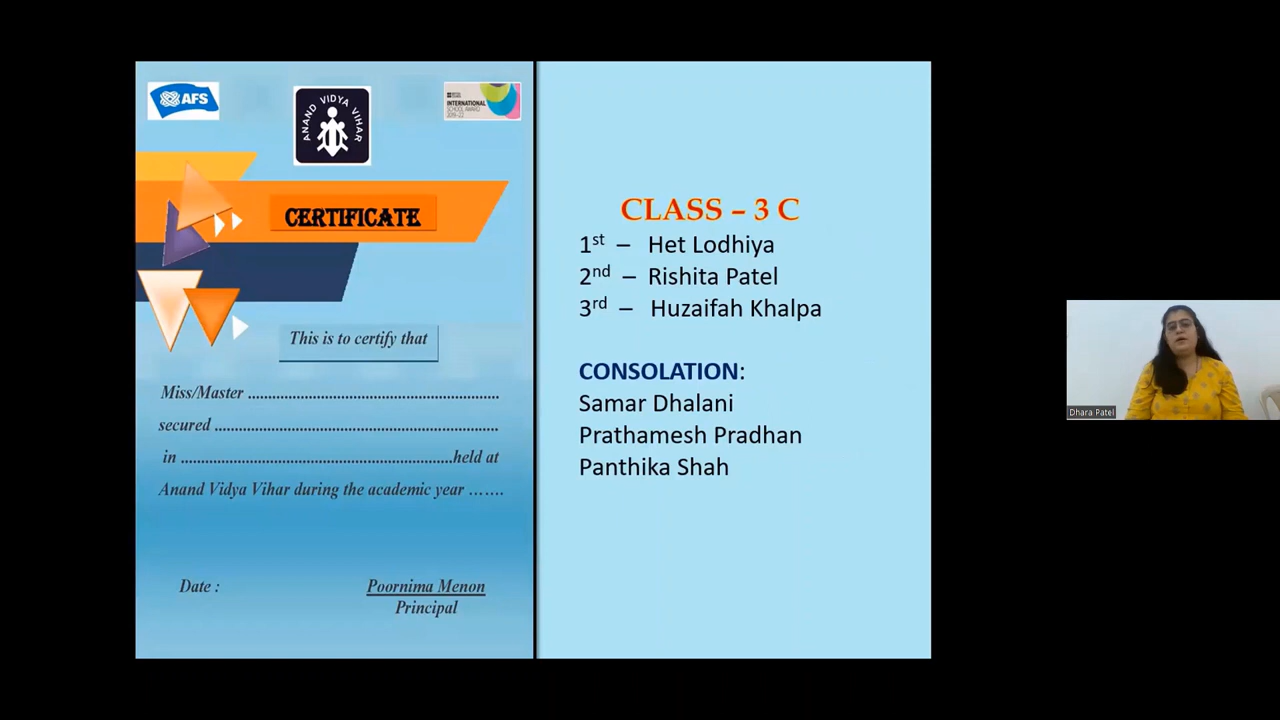 AFS
ANAND VIDYA VIHAR
INTERNATIONAL
SCHOOL AWARD
CERTIFICATE
This is to certify that
Miss/Master ..............................................................
secured ......................................................................
in ...................................................................held at
Anand Vidya Vihar during the academic year …….
Date :
Poornima Menon
Principal
CLASS – 3 C
1st – Het Lodhiya
2nd – Rishita Patel
3rd – Huzaifah Khalpa
CONSOLATION:
Samar Dhalani
Prathamesh Pradhan
Panthika Shah
Dhara Patel